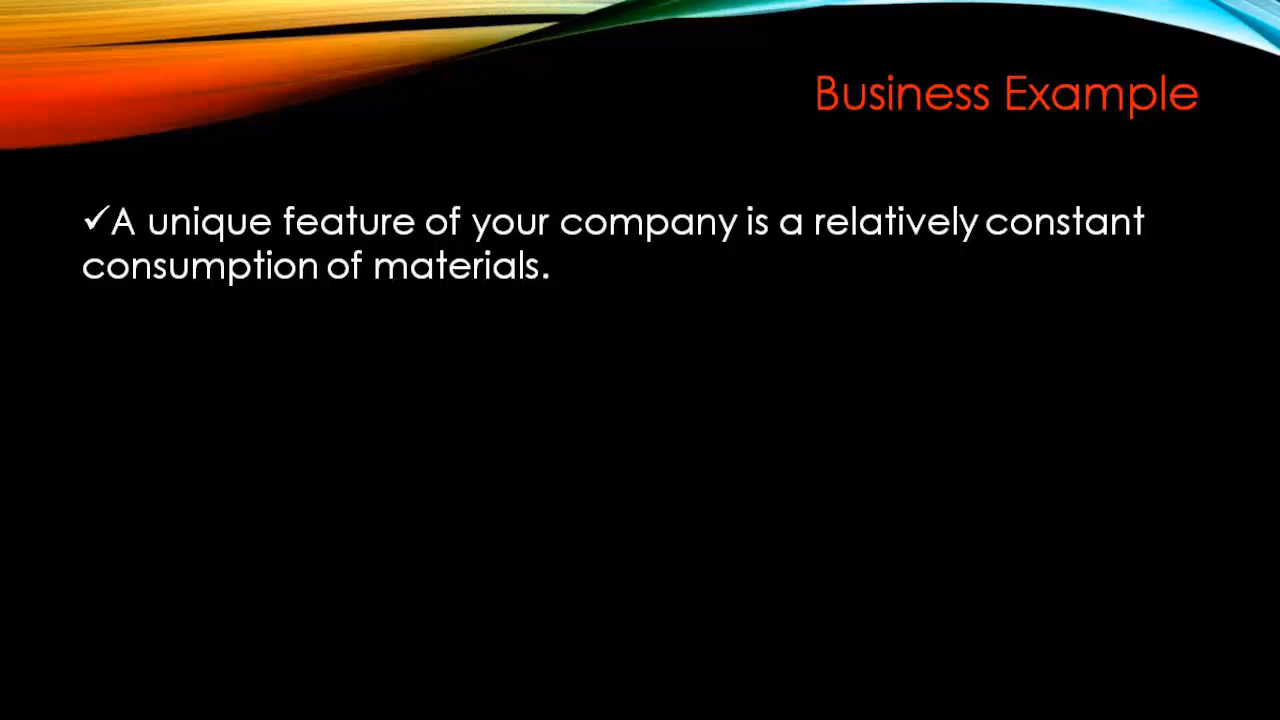 Business Example
✓A unique feature of your company is a relatively constant
consumption of materials.